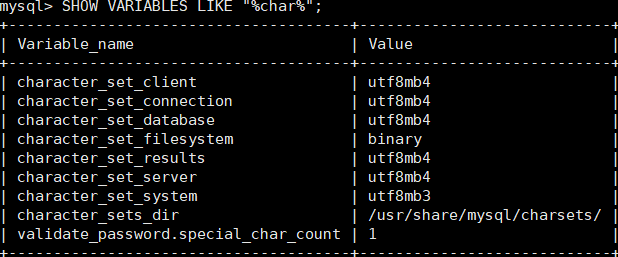 mysql> SHOW VARIABLES LIKE "%char%";
+--------------------------------------+----------------------------+
| Variable_name | Value |
+--------------------------------------+----------------------------+
| character_set_client | utf8mb4 |
| character_set_connection | utf8mb4 |
| character_set_database | utf8mb4 |
| character_set_filesystem | binary |
| character_set_results | utf8mb4 |
| character_set_server | utf8mb4 |
| character_set_system | utf8mb3 |
| character_sets_dir | /usr/share/mysql/charsets/ |
| validate_password.special_char_count | 1 |
+--------------------------------------+----------------------------+